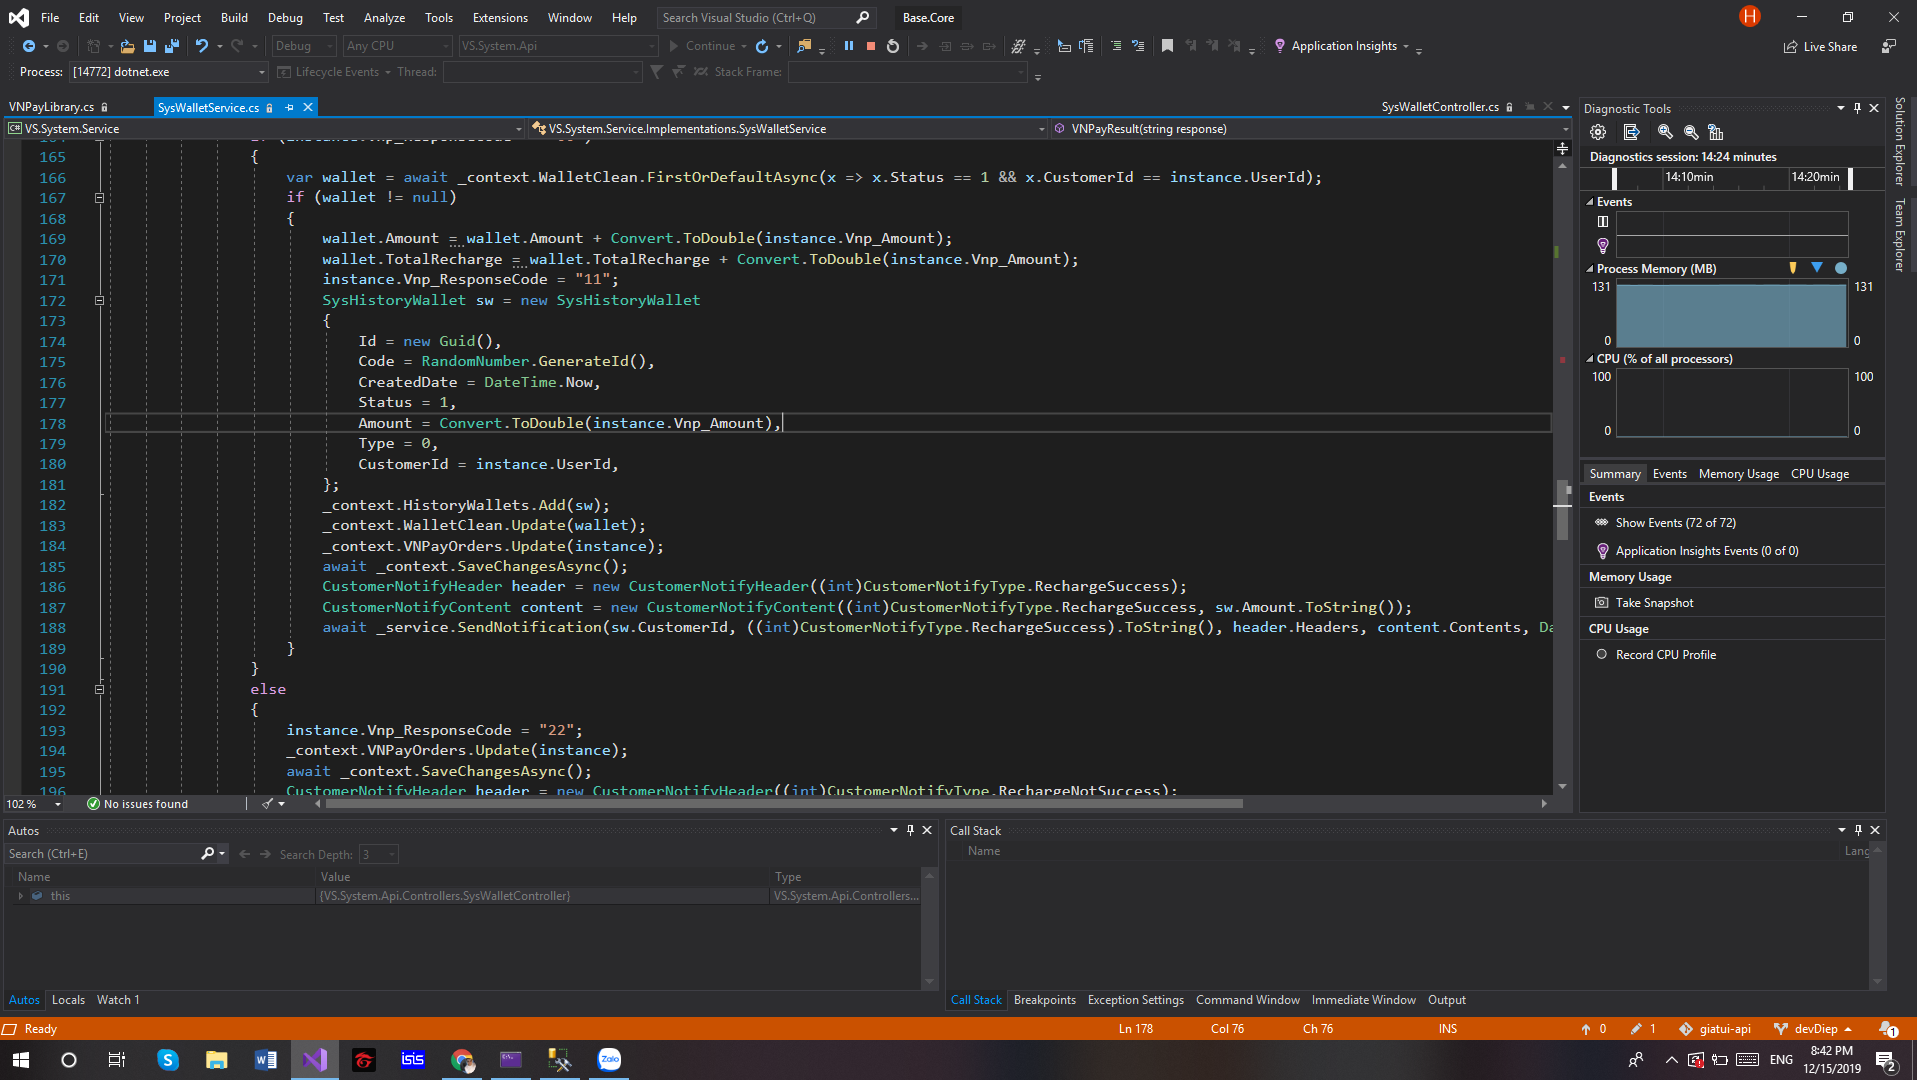 File Edit View Project Build Debug Test Analyze Tools Extensions Window Help Search Visual Studio (Ctrl+Q) Base.Core H
Debug Any CPU VS.System.Api Continue Application Insights Live Share
Process: [14772] dotnet.exe Lifecycle Events Thread: Stack Frame:
VNPayLibrary.cs SysWalletService.cs SysWalletController.cs
VS.System.Service VS.System.Service.Implementations.SysWalletService VNPayResult(string response)
165 {
166 var wallet = await _context.WalletClean.FirstOrDefaultAsync(x => x.Status == 1 && x.CustomerId == instance.UserId);
167 if (wallet != null)
168 {
169 wallet.Amount = wallet.Amount + Convert.ToDouble(instance.Vnp_Amount);
170 wallet.TotalRecharge = wallet.TotalRecharge + Convert.ToDouble(instance.Vnp_Amount);
171 instance.Vnp_ResponseCode = "11";
172 SysHistoryWallet sw = new SysHistoryWallet
173 {
174 Id = new Guid(),
175 Code = RandomNumber.GenerateId(),
176 CreatedDate = DateTime.Now,
177 Status = 1,
178 Amount = Convert.ToDouble(instance.Vnp_Amount),
179 Type = 0,
180 CustomerId = instance.UserId,
181 };
182 _context.HistoryWallets.Add(sw);
183 _context.WalletClean.Update(wallet);
184 _context.VNPayOrders.Update(instance);
185 await _context.SaveChangesAsync();
186 CustomerNotifyHeader header = new CustomerNotifyHeader((int)CustomerNotifyType.RechargeSuccess);
187 CustomerNotifyContent content = new CustomerNotifyContent((int)CustomerNotifyType.RechargeSuccess, sw.Amount.ToString());
188 await _service.SendNotification(sw.CustomerId, ((int)CustomerNotifyType.RechargeSuccess).ToString(), header.Headers, content.Contents, Da
189 }
190 }
191 else
192 {
193 instance.Vnp_ResponseCode = "22";
194 _context.VNPayOrders.Update(instance);
195 await _context.SaveChangesAsync();
196 CustomerNotifyHeader header = new CustomerNotifyHeader((int)CustomerNotifyType.RechargeNotSuccess);
102 % No issues found
Diagnostic Tools
Diagnostics session: 14:24 minutes
14:10min 14:20min
Events
Process Memory (MB)
131 131
0 0
CPU (% of all processors)
100 100
0 0
Summary Events Memory Usage CPU Usage
Events
Show Events (72 of 72)
Application Insights Events (0 of 0)
Memory Usage
Take Snapshot
CPU Usage
Record CPU Profile
Solution Explorer
Team Explorer
Autos
Search (Ctrl+E) Search Depth: 3
Name Value Type
this {VS.System.Api.Controllers.SysWalletController} VS.System.Api.Controllers...
Autos Locals Watch 1
Call Stack
Name Lang
Call Stack Breakpoints Exception Settings Command Window Immediate Window Output
Ready Ln 178 Col 76 Ch 76 INS 0 1 giatui-api devDiep 1
S W isis Zalo ENG 8:42 PM
12/15/2019 2